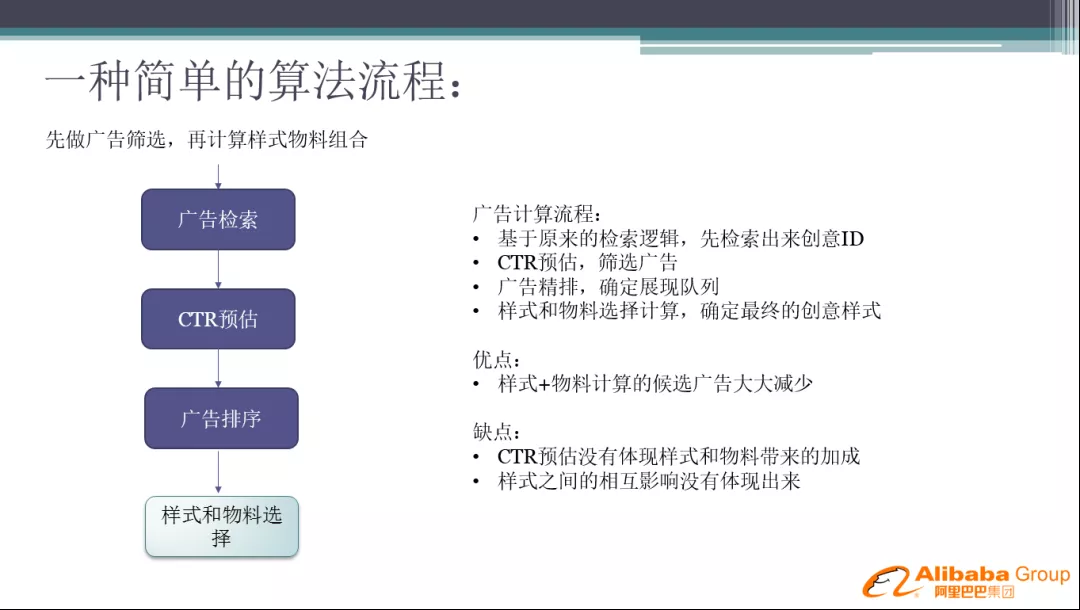 一种简单的算法流程：
先做广告筛选，再计算样式物料组合
广告检索
CTR预估
广告排序
样式和物料选
择
广告计算流程：
• 基于原来的检索逻辑，先检索出来创意ID
• CTR预估，筛选广告
• 广告精排，确定展现队列
• 样式和物料选择计算，确定最终的创意样式
优点：
• 样式+物料计算的候选广告大大减少
缺点：
• CTR预估没有体现样式和物料带来的加成
• 样式之间的相互影响没有体现出来
Alibaba Group
阿里巴巴集团